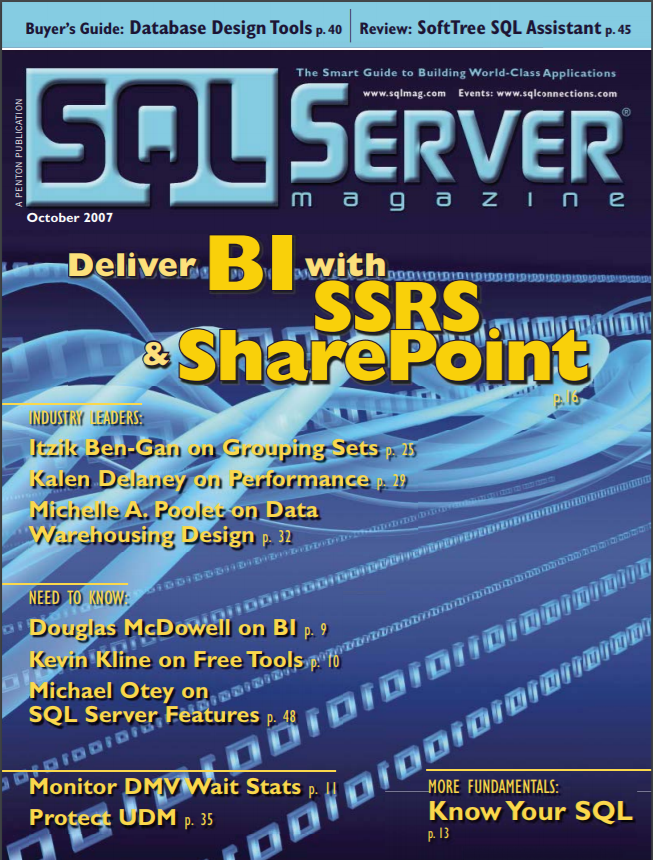 Buyer's Guide: Database Design Tools p. 40 Review: SoftTree SQL Assistant p. 45
The Smart Guide to Building World-Class Applications
www.sqlmag.com Events: www.sqlconnections.com
A PENTON PUBLICATION
SQL SERVER®
magazine
October 2007
Deliver BI with
SSRS
& SharePoint
p.16
INDUSTRY LEADERS:
Itzik Ben-Gan on Grouping Sets p. 25
Kalen Delaney on Performance p. 29
Michelle A. Poolet on Data
Warehousing Design p. 32
NEED TO KNOW:
Douglas McDowell on BI p. 9
Kevin Kline on Free Tools p. 10
Michael Otey on
SQL Server Features p. 48
Monitor DMV Wait Stats p. 11
Protect UDM p. 35
MORE FUNDAMENTALS:
Know Your SQL
p. 13